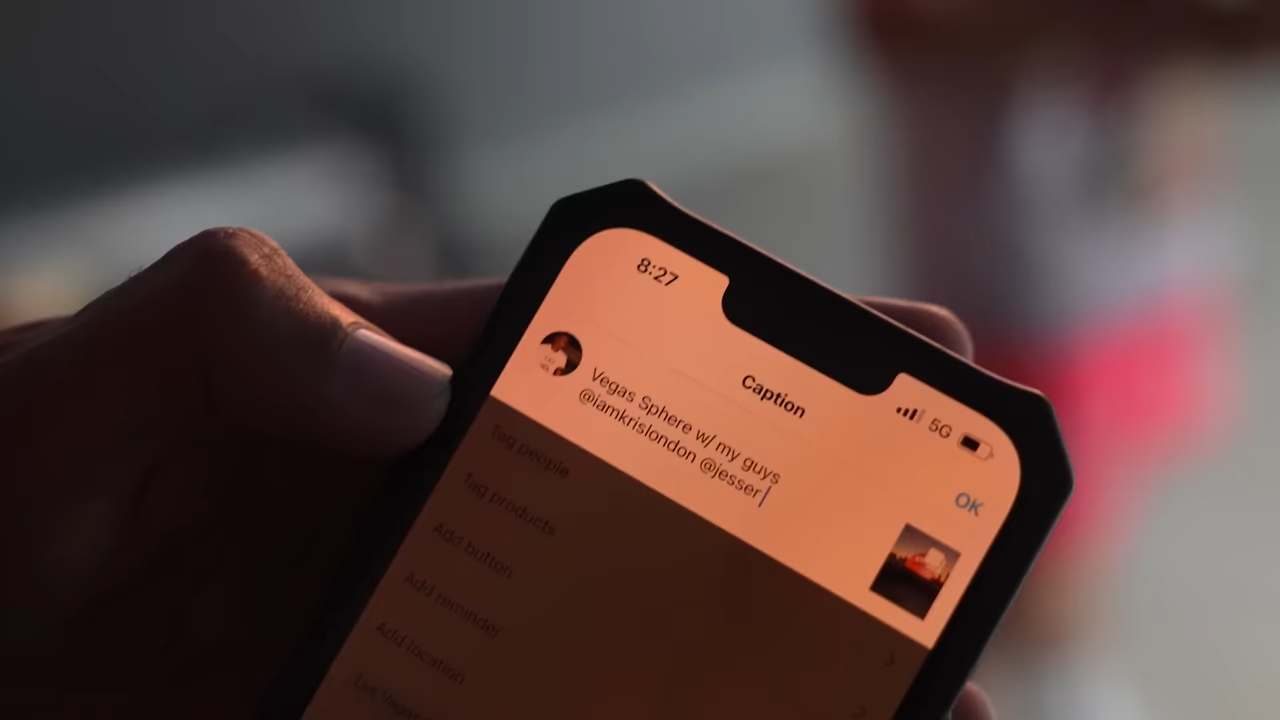 8:27
5G
Caption
OK
Vegas Sphere w/ my guys
@iamkrislondon @jesser
Tag people
Tag products
Add button
Add reminder
Add location